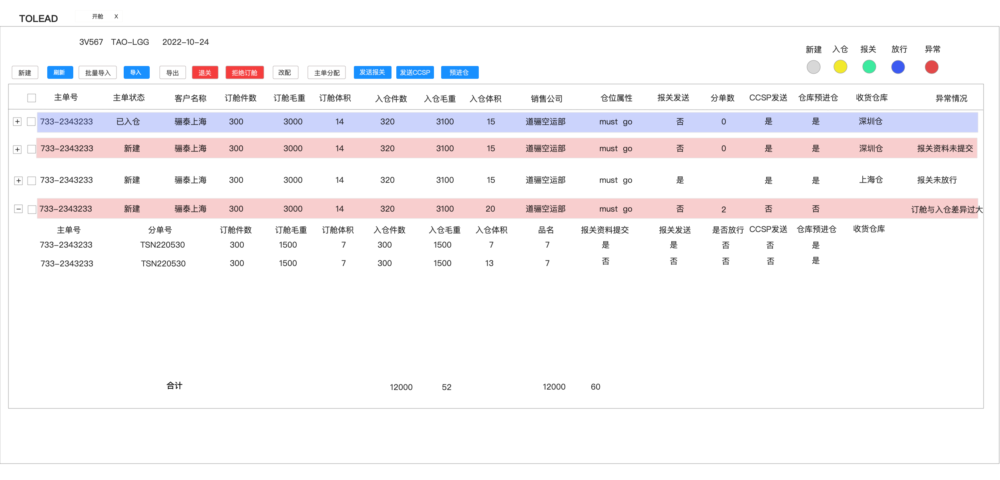 TOLEAD 开舱 X
3V567 TAO-LGG 2022-10-24
新建 入仓 报关 放行 异常
新建 刷新 批量导入 导入 导出 退关 拒绝订舱 改配 主单分配 发送报关 发送CCSP 预进仓
主单号 主单状态 客户名称 订舱件数 订舱毛重 订舱体积 入仓件数 入仓毛重 入仓体积 销售公司 仓位属性 报关发送 分单数 CCSP发送 仓库预进仓 收货仓库 异常情况
+ 733-2343233 已入仓 骊泰上海 300 3000 14 320 3100 15 道骊空运部 must go 否 0 是 是 深圳仓
+ 733-2343233 新建 骊泰上海 300 3000 14 320 3100 15 道骊空运部 must go 否 0 是 是 深圳仓 报关资料未提交
+ 733-2343233 新建 骊泰上海 300 3000 14 320 3100 15 道骊空运部 must go 是 是 是 上海仓 报关未放行
− 733-2343233 新建 骊泰上海 300 3000 14 320 3100 20 道骊空运部 must go 否 2 否 否 订舱与入仓差异过大
主单号 分单号 订舱件数 订舱毛重 订舱体积 入仓件数 入仓毛重 入仓体积 品名 报关资料提交 报关发送 是否放行 CCSP发送 仓库预进仓 收货仓库
733-2343233 TSN220530 300 1500 7 300 1500 7 7 是 是 否 否 是
733-2343233 TSN220530 300 1500 7 300 1500 13 7 否 否 否 否 是
合计 12000 52 12000 60